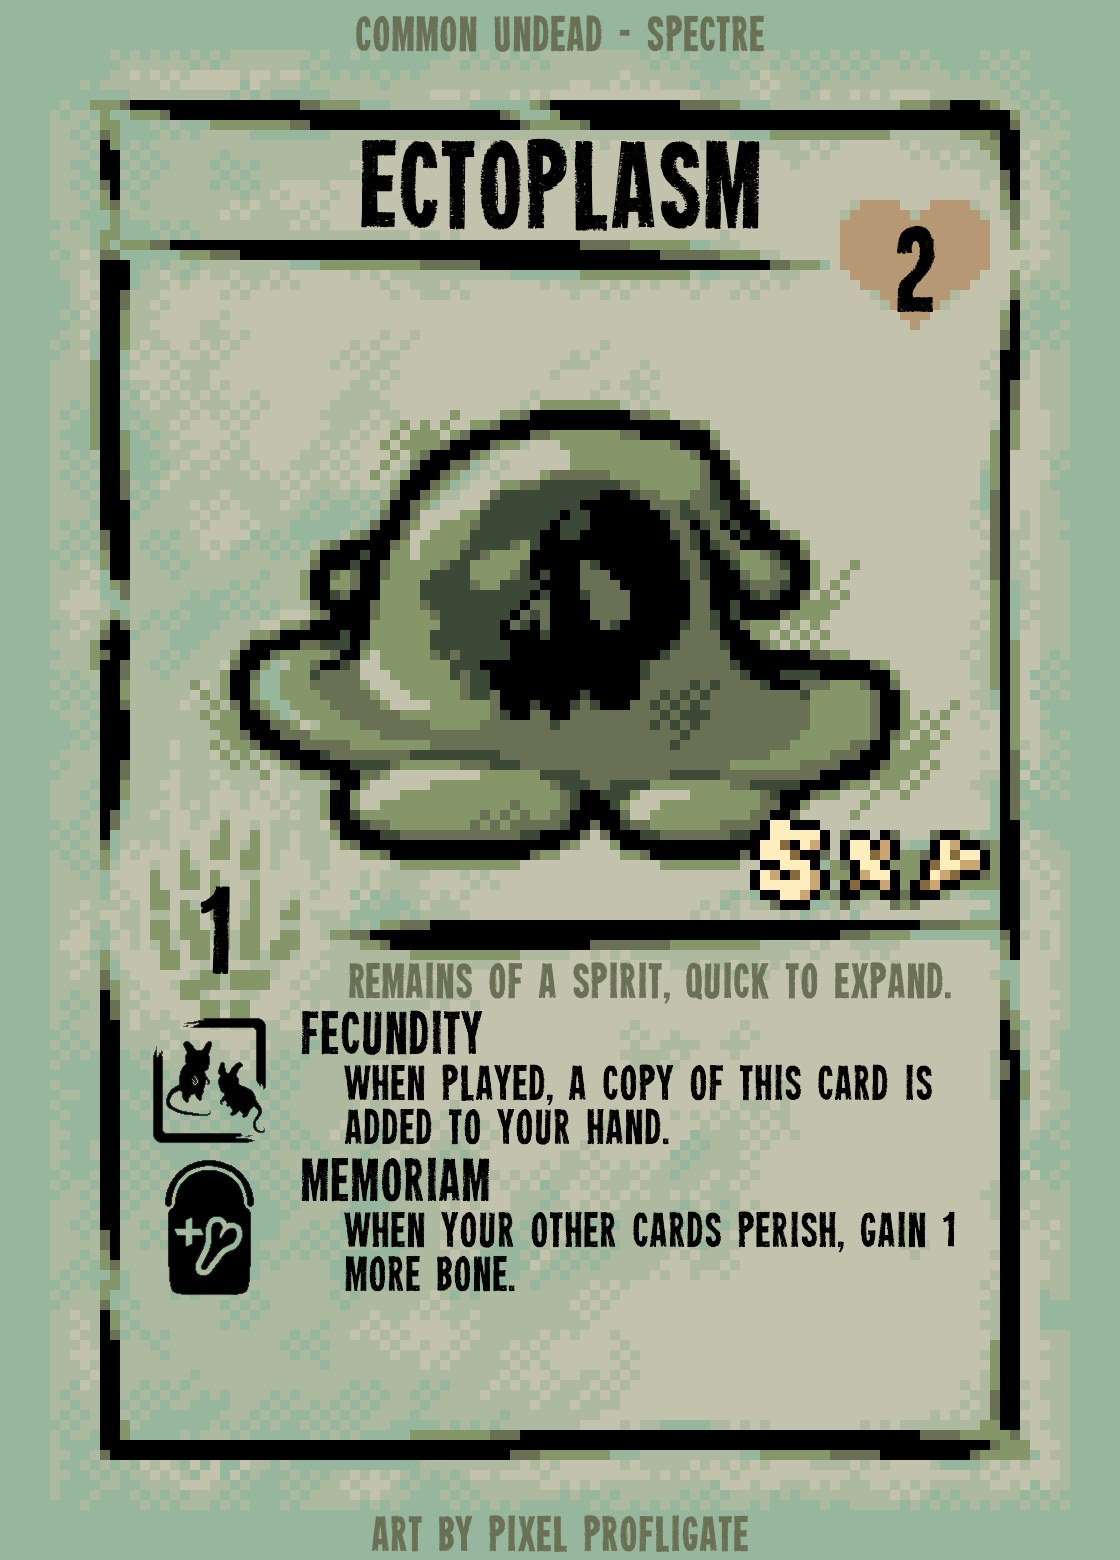 COMMON UNDEAD - SPECTRE
ECTOPLASM
2
5X
1
REMAINS OF A SPIRIT, QUICK TO EXPAND.
FECUNDITY
WHEN PLAYED, A COPY OF THIS CARD IS
ADDED TO YOUR HAND.
MEMORIAM
WHEN YOUR OTHER CARDS PERISH, GAIN 1
MORE BONE.
ART BY PIXEL PROFLIGATE